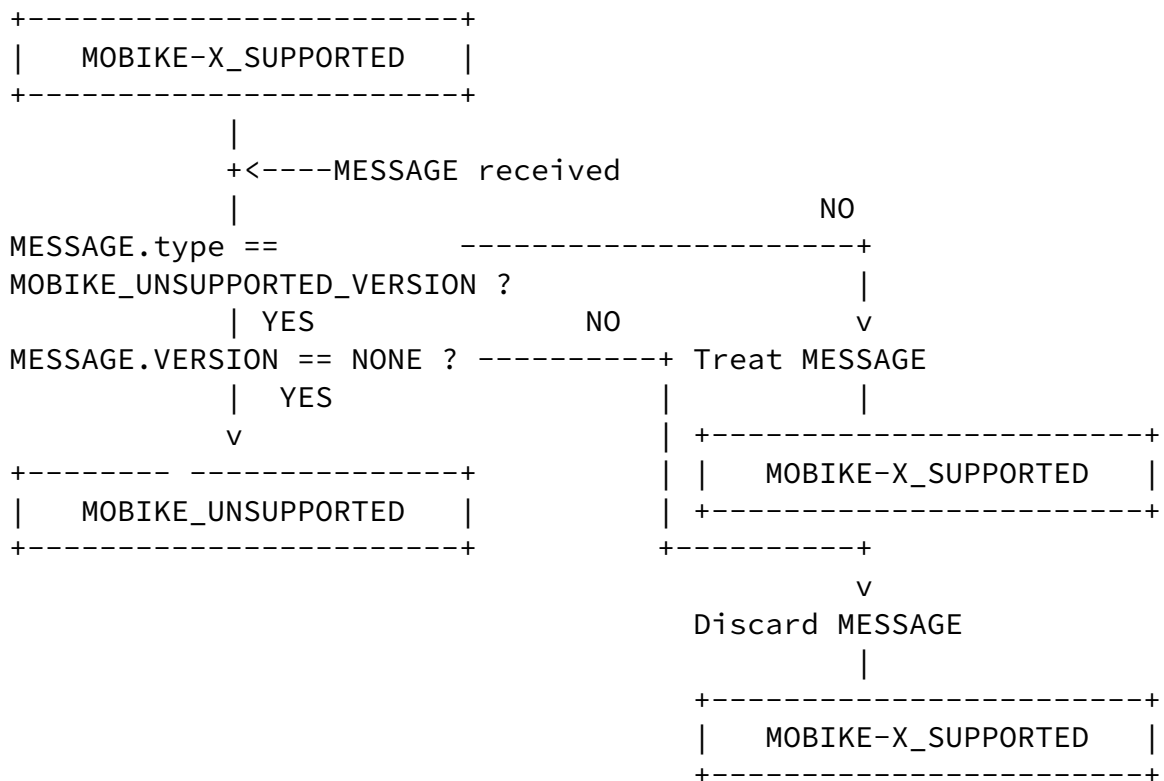 MOBIKE-X_SUPPORTED
MESSAGE received
NO
MESSAGE.type ==
MOBIKE_UNSUPPORTED_VERSION ?
YES NO
MESSAGE.VERSION == NONE ? Treat MESSAGE
YES
MOBIKE-X_SUPPORTED
MOBIKE_UNSUPPORTED
Discard MESSAGE
MOBIKE-X_SUPPORTED